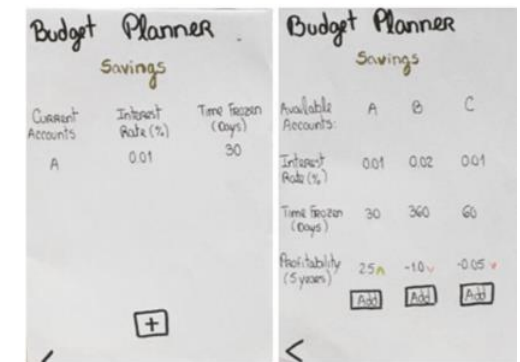 Budget Planner
Savings
Current Accounts
Interest Rate (%)
Time Frozen (Days)
A
0.01
30
+
<
Budget Planner
Savings
Available Accounts:
A
B
C
Interest Rate (%)
0.01
0.02
0.01
Time Frozen (Days)
30
360
60
Profitability (5 years)
2.5 ^
-1.0 v
-0.05 v
Add
Add
Add
<